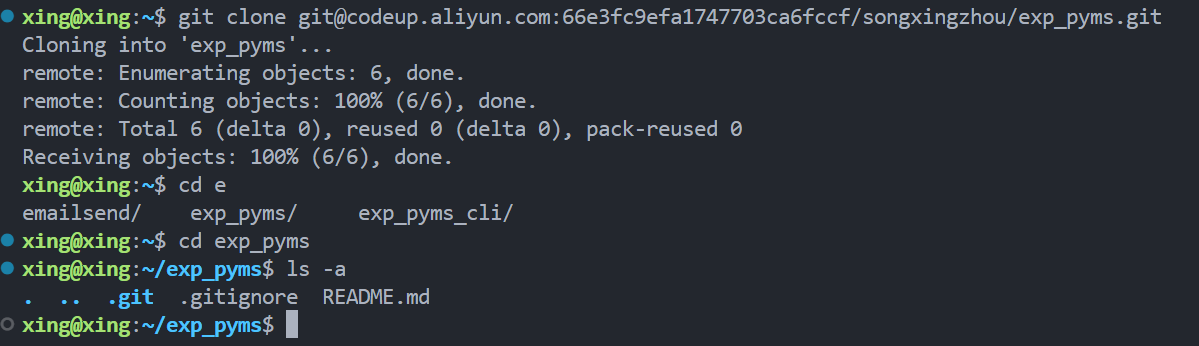 xing@xing:~$ git clone git@codeup.aliyun.com:66e3fc9efa1747703ca6fccf/songxingzhou/exp_pyms.git
Cloning into 'exp_pyms'...
remote: Enumerating objects: 6, done.
remote: Counting objects: 100% (6/6), done.
remote: Total 6 (delta 0), reused 0 (delta 0), pack-reused 0
Receiving objects: 100% (6/6), done.
xing@xing:~$ cd e
emailsend/    exp_pyms/     exp_pyms_cli/
xing@xing:~$ cd exp_pyms
xing@xing:~/exp_pyms$ ls -a
.  ..  .git  .gitignore  README.md
xing@xing:~/exp_pyms$